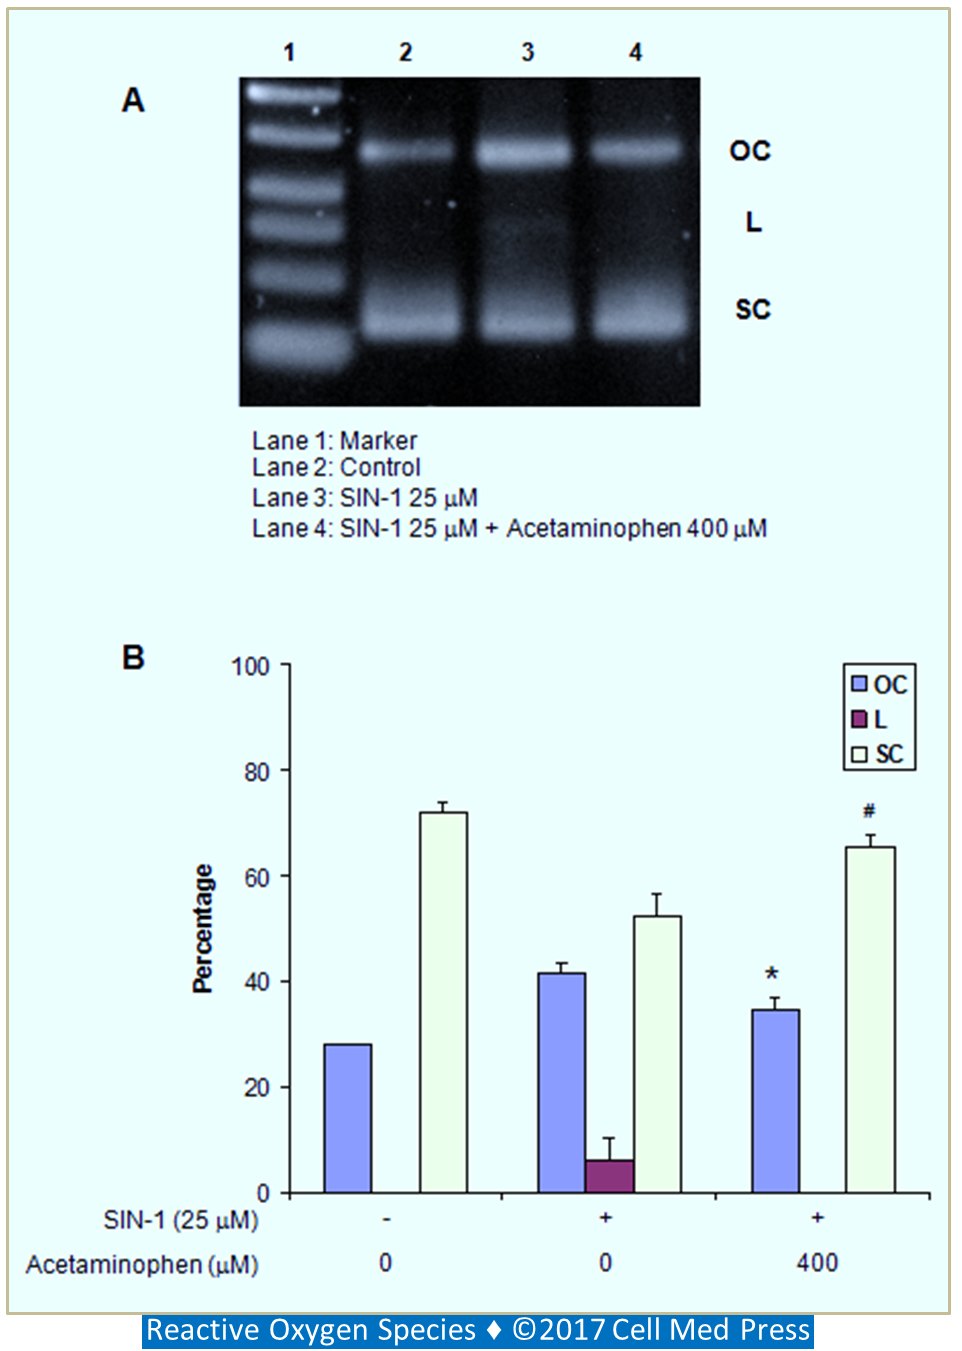 1 2 3 4
A
OC
L
SC
Lane 1: Marker
Lane 2: Control
Lane 3: SIN-1 25 μM
Lane 4: SIN-1 25 μM + Acetaminophen 400 μM
B
100
80
60
40
20
0
Percentage
OC
L
SC
#
*
SIN-1 (25 μM) - + +
Acetaminophen (μM) 0 0 400
Reactive Oxygen Species ♦ ©2017 Cell Med Press